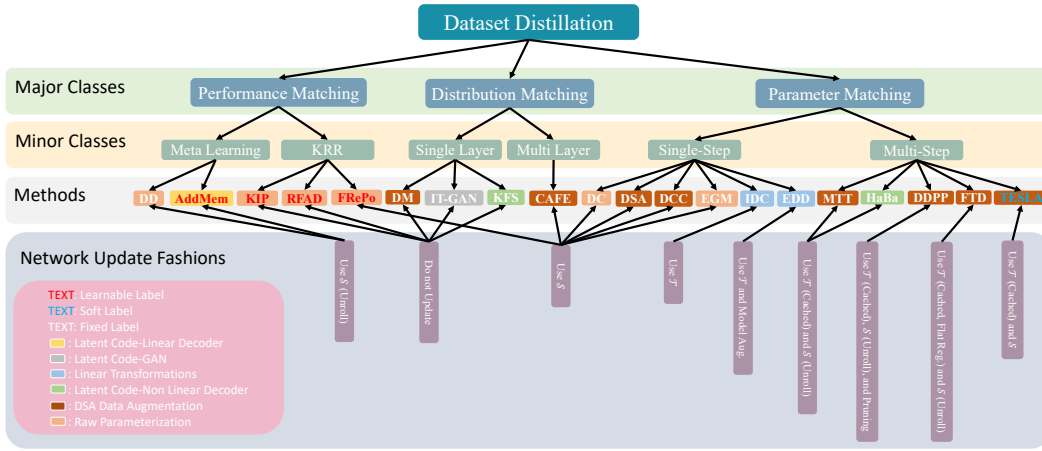 Dataset Distillation
Major Classes
Performance Matching
Distribution Matching
Parameter Matching
Minor Classes
Meta Learning
KRR
Single Layer
Multi Layer
Single-Step
Multi-Step
Methods
DD
AddMem
KIP
RFAD
FRePo
DM
IT-GAN
KFS
CAFE
DC
DSA
DCC
EGM
IDC
EDD
MTT
HaBa
DDPP
FTD
TESLA
Network Update Fashions
Use 𝒮 (Unroll)
Do not Update
Use 𝒮
Use 𝒯
Use 𝒯 and Model Aug.
Use 𝒯 (Cached) and 𝒮 (Unroll)
Use 𝒯 (Cached), 𝒮 (Unroll), and Pruning
Use 𝒯 (Cached, Flat Reg.) and 𝒮 (Unroll)
Use 𝒯 (Cached) and 𝒮
TEXT: Learnable Label
TEXT: Soft Label
TEXT: Fixed Label
: Latent Code-Linear Decoder
: Latent Code-GAN
: Linear Transformations
: Latent Code-Non Linear Decoder
: DSA Data Augmentation
: Raw Parameterization